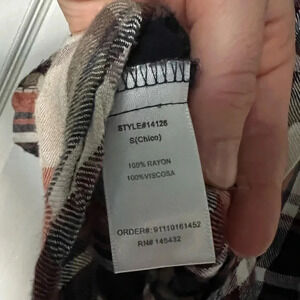 STYLE#14126
S(Chico)
100% RAYON
100%VISCOSA
ORDER#:91110161452
RN# 145432